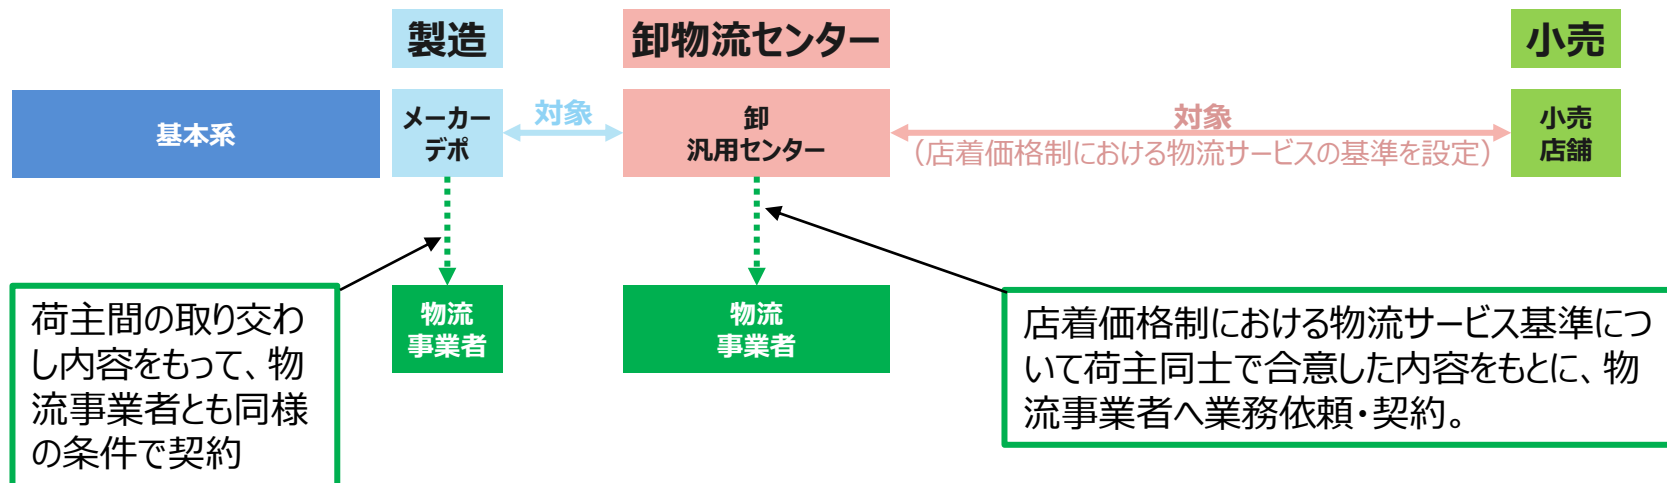 製造
卸物流センター
小売
基本系
メーカー
デポ
対象
卸
汎用センター
対象
（店着価格制における物流サービスの基準を設定）
小売
店舗
物流
事業者
物流
事業者
荷主間の取り交わ
し内容をもって、物
流事業者とも同様
の条件で契約
店着価格制における物流サービス基準につ
いて荷主同士で合意した内容をもとに、物
流事業者へ業務依頼・契約。